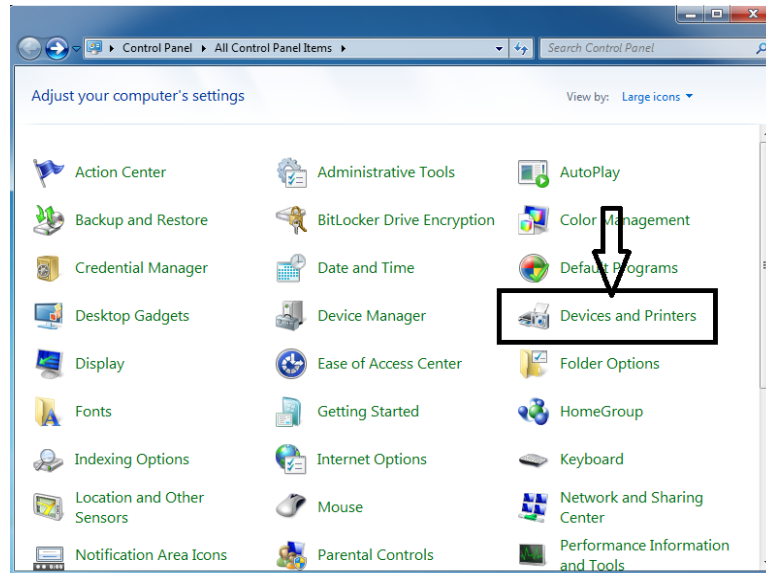 Control Panel ▸ All Control Panel Items ▸
Search Control Panel
Adjust your computer's settings
View by: Large icons
Action Center
Administrative Tools
AutoPlay
Backup and Restore
BitLocker Drive Encryption
Color Management
Credential Manager
Date and Time
Default Programs
Desktop Gadgets
Device Manager
Devices and Printers
Display
Ease of Access Center
Folder Options
Fonts
Getting Started
HomeGroup
Indexing Options
Internet Options
Keyboard
Location and Other
Sensors
Mouse
Network and Sharing
Center
Notification Area Icons
Parental Controls
Performance Information
and Tools